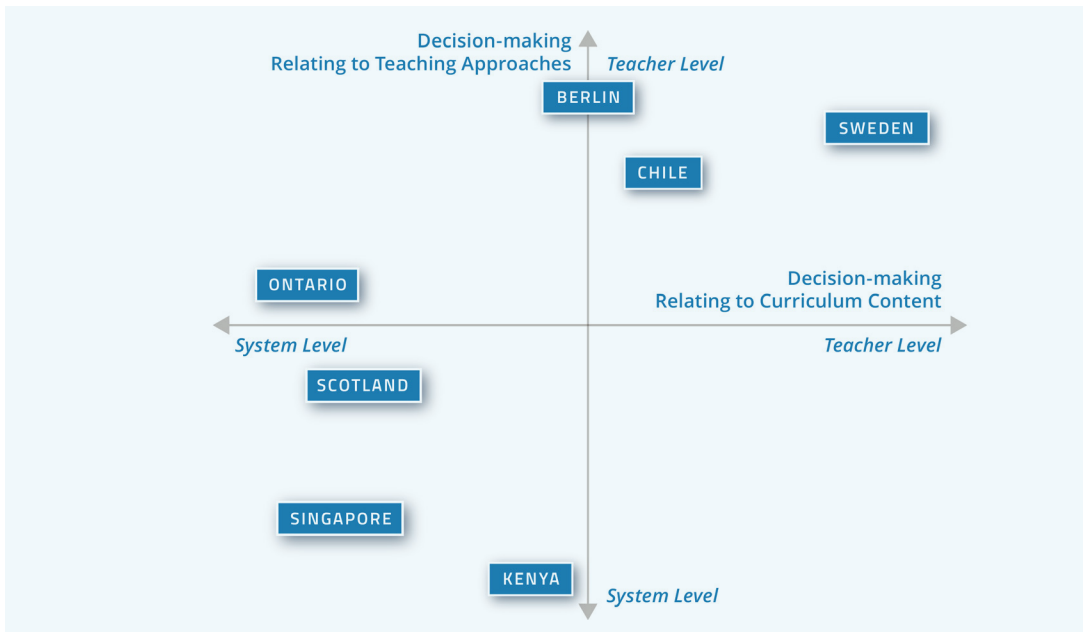 Decision-making
Relating to Teaching Approaches
Teacher Level
BERLIN
SWEDEN
CHILE
ONTARIO
Decision-making
Relating to Curriculum Content
System Level
Teacher Level
SCOTLAND
SINGAPORE
KENYA
System Level